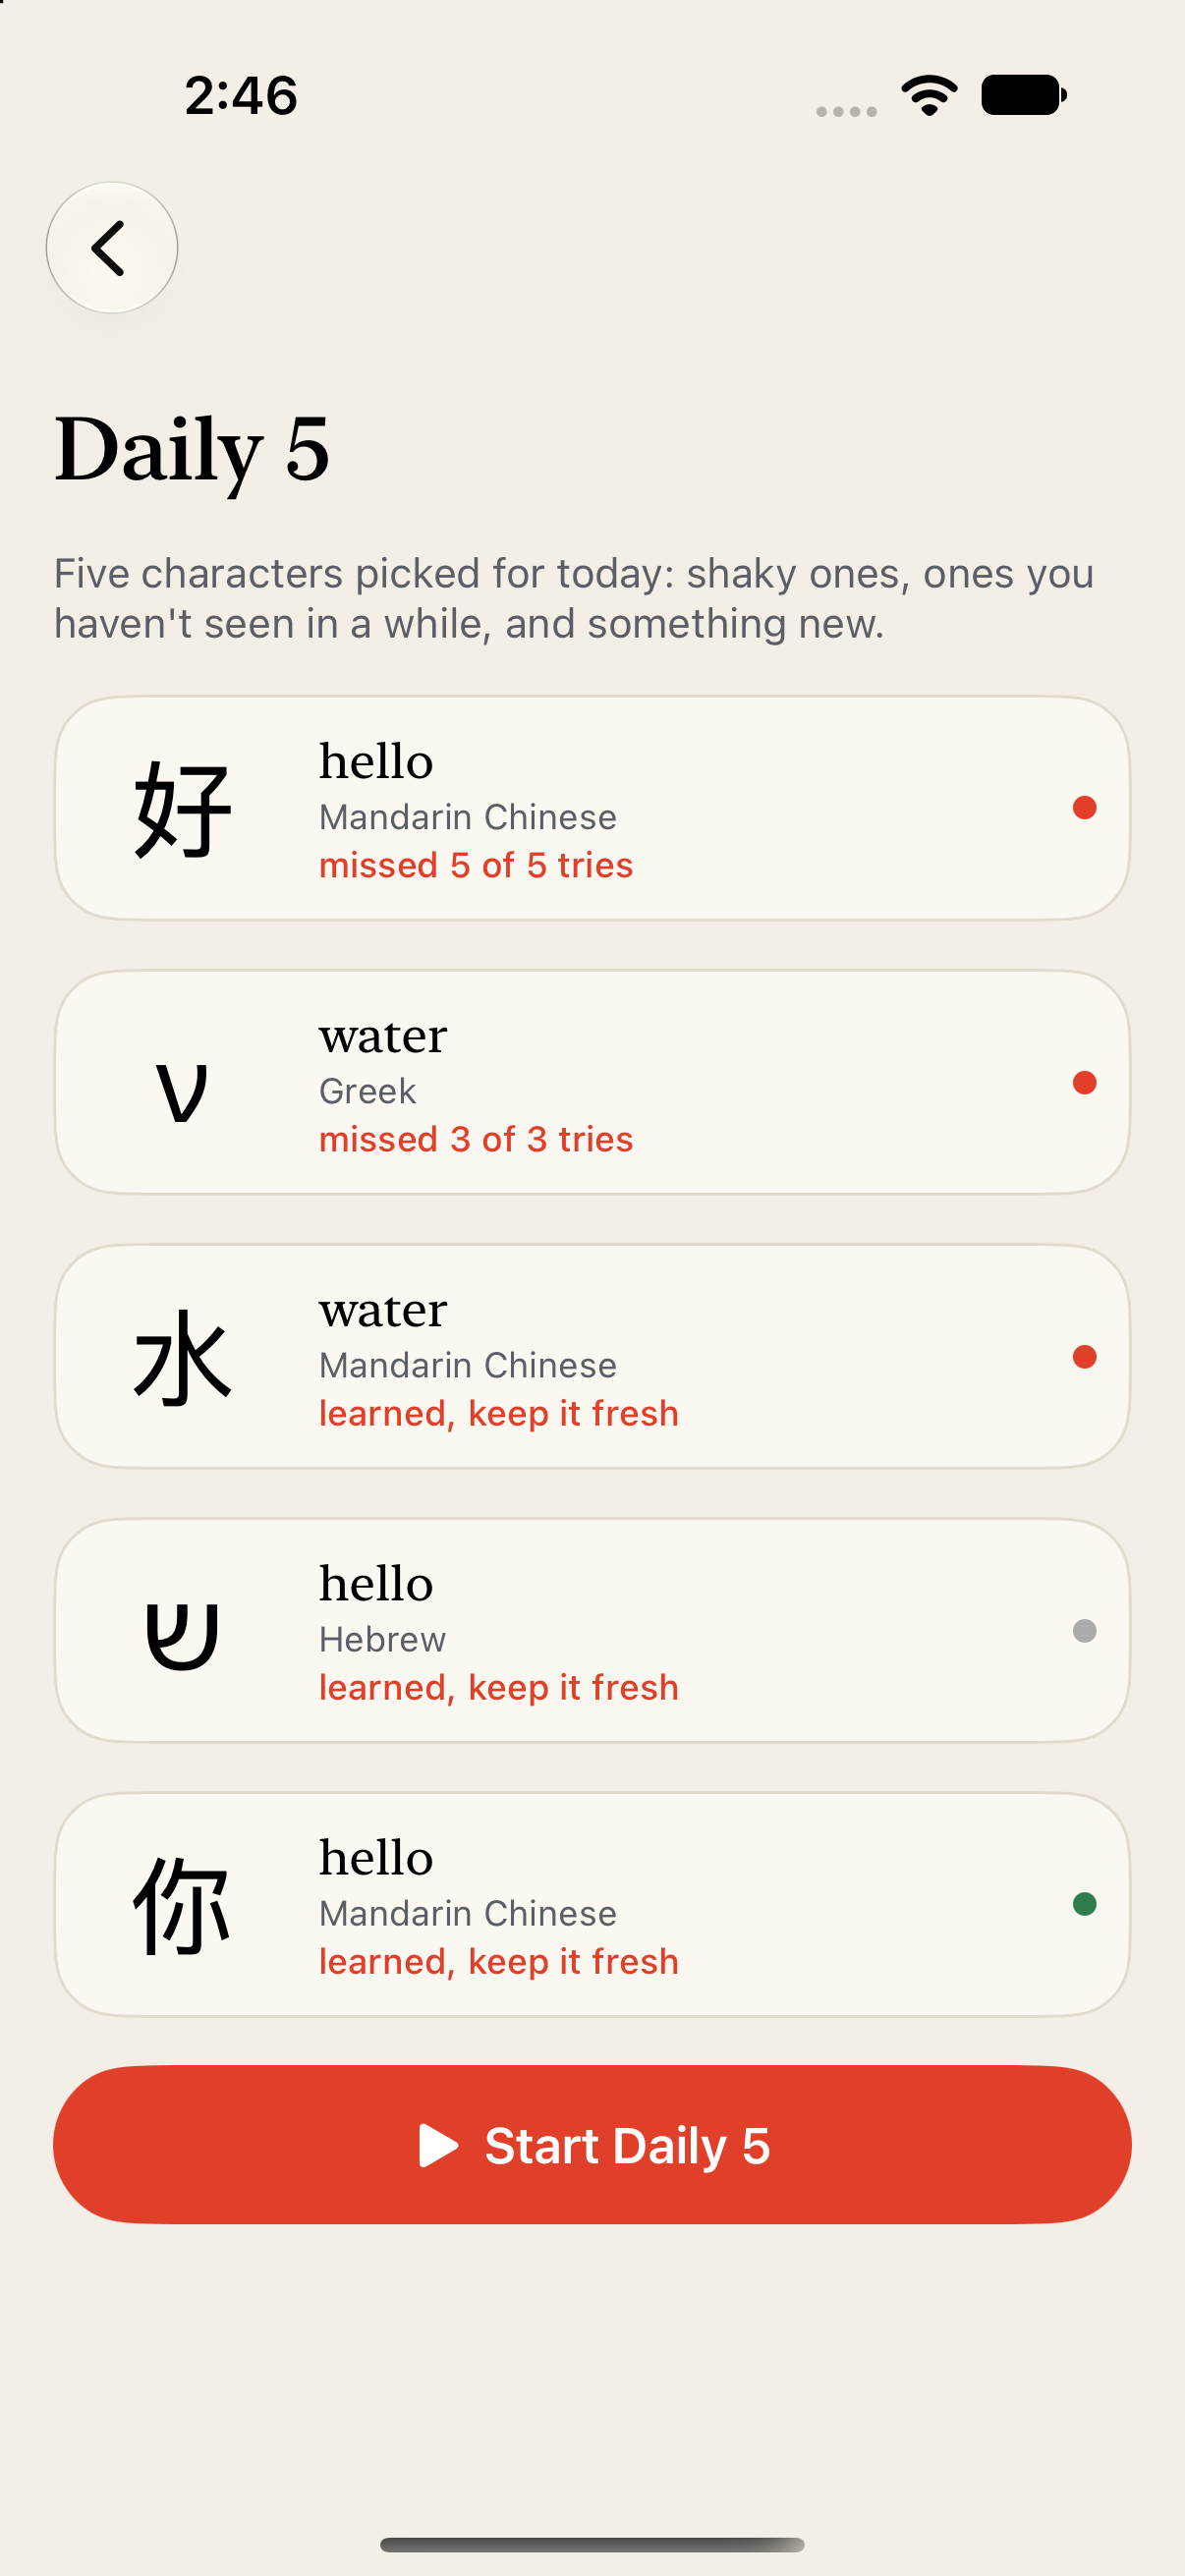 2:46
Daily 5
Five characters picked for today: shaky ones, ones you
haven't seen in a while, and something new.
好
hello
Mandarin Chinese
missed 5 of 5 tries
ν
water
Greek
missed 3 of 3 tries
水
water
Mandarin Chinese
learned, keep it fresh
ש
hello
Hebrew
learned, keep it fresh
你
hello
Mandarin Chinese
learned, keep it fresh
Start Daily 5